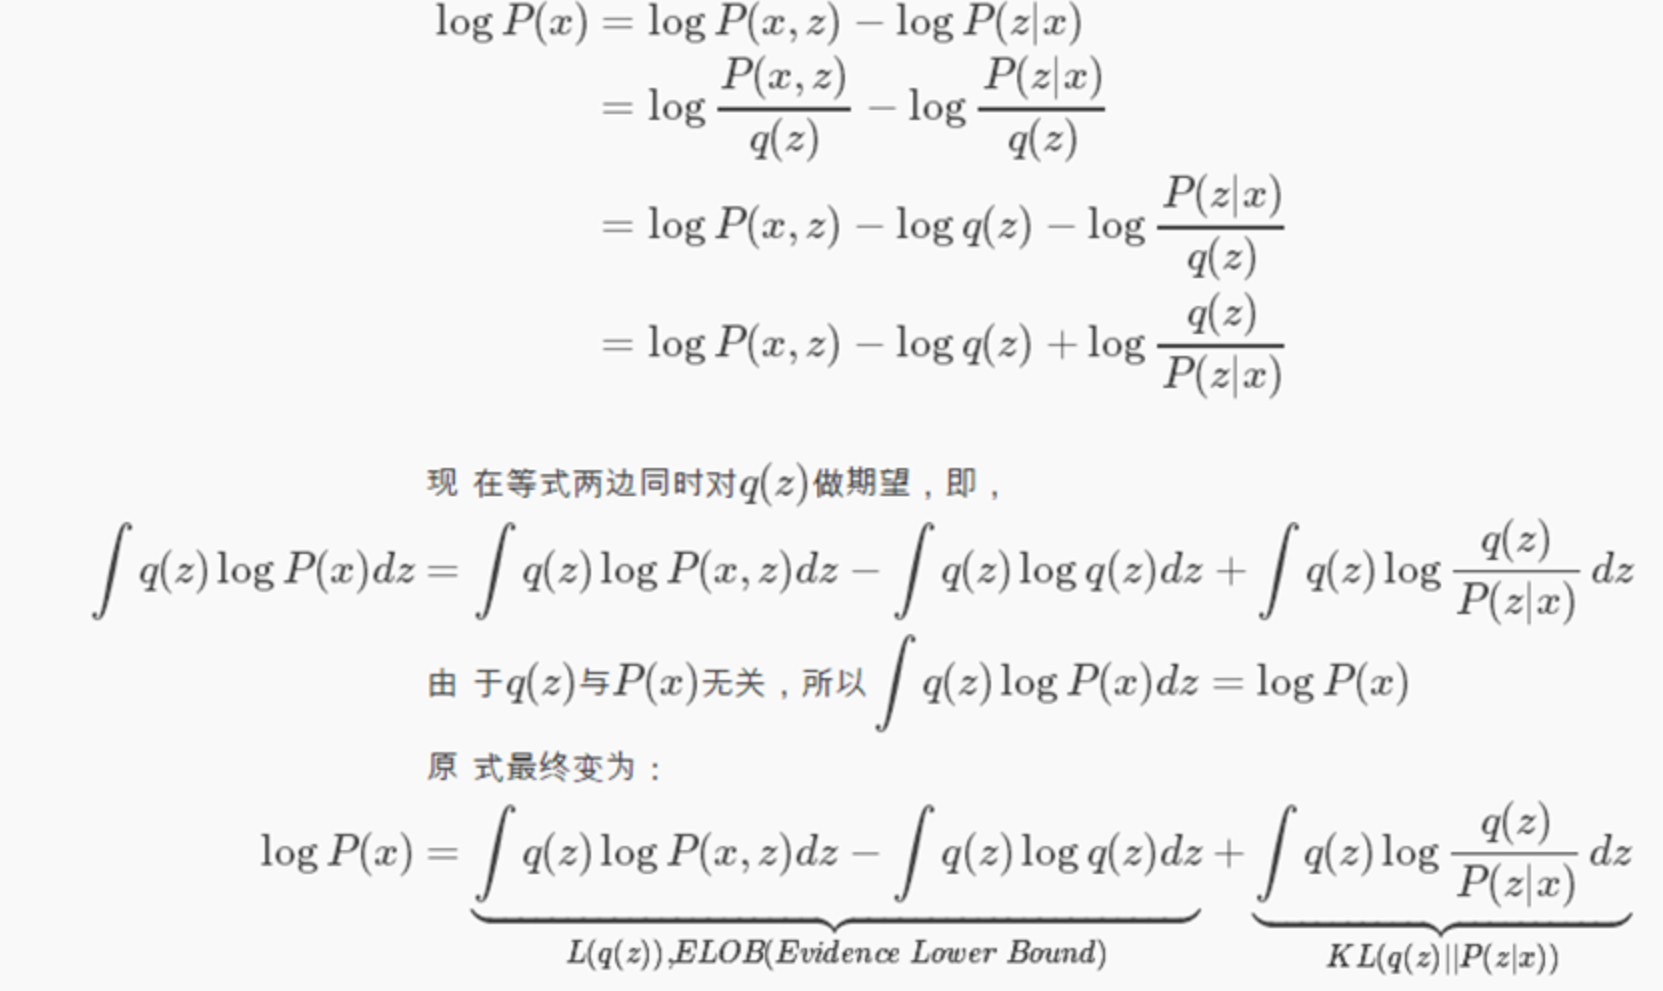 log P(x) = log P(x, z) − log P(z|x)
= log P(x, z)/q(z) − log P(z|x)/q(z)
= log P(x, z) − log q(z) − log P(z|x)/q(z)
= log P(x, z) − log q(z) + log q(z)/P(z|x)
现 在等式两边同时对q(z)做期望，即，
∫ q(z) log P(x)dz = ∫ q(z) log P(x, z)dz − ∫ q(z) log q(z)dz + ∫ q(z) log q(z)/P(z|x) dz
由 于q(z)与P(x)无关，所以 ∫ q(z) log P(x)dz = log P(x)
原 式最终变为：
log P(x) = ∫ q(z) log P(x, z)dz − ∫ q(z) log q(z)dz + ∫ q(z) log q(z)/P(z|x) dz
L(q(z)),ELOB(Evidence Lower Bound) KL(q(z)||P(z|x))